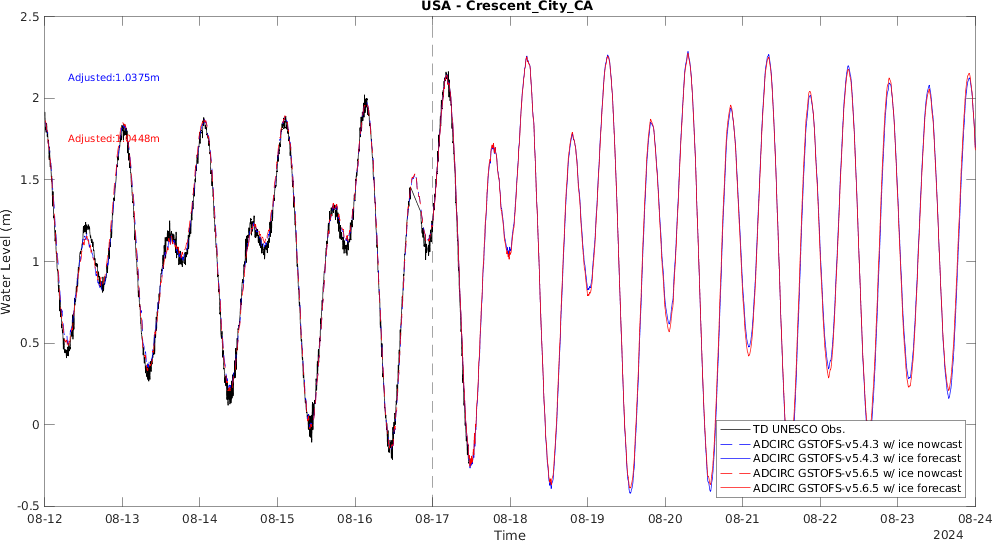 USA - Crescent_City_CA
2.5
2
1.5
1
0.5
0
-0.5
Water Level (m)
Adjusted:1.0375m
Adjusted:1.0448m
TD UNESCO Obs.
ADCIRC GSTOFS-v5.4.3 w/ ice nowcast
ADCIRC GSTOFS-v5.4.3 w/ ice forecast
ADCIRC GSTOFS-v5.6.5 w/ ice nowcast
ADCIRC GSTOFS-v5.6.5 w/ ice forecast
08-12 08-13 08-14 08-15 08-16 08-17 08-18 08-19 08-20 08-21 08-22 08-23 08-24
Time
2024